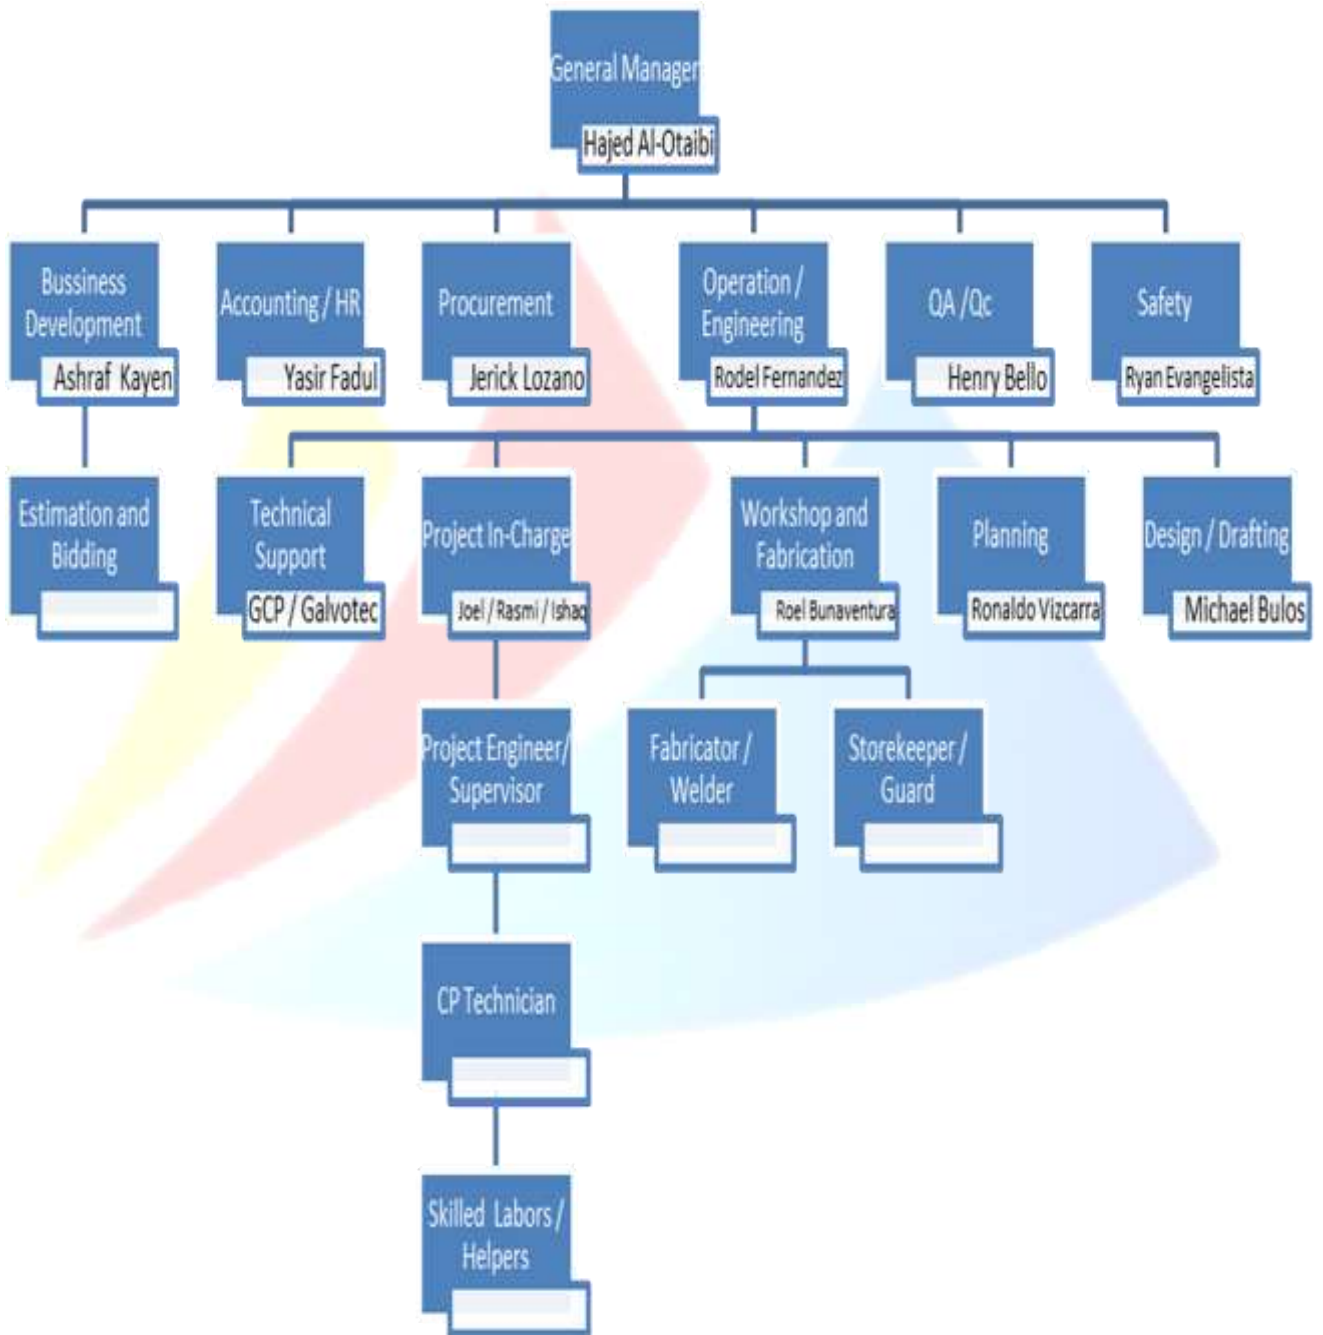 General Manager
Hajed Al-Otaibi
Bussiness
Development
Ashraf Kayen
Accounting / HR
Yasir Fadul
Procurement
Jerick Lozano
Operation /
Engineering
Rodel Fernandez
QA /Qc
Henry Bello
Safety
Ryan Evangelista
Estimation and
Bidding
Technical
Support
GCP / Galvotec
Project In-Charge
Joel / Rasmi / Ishaq
Workshop and
Fabrication
Roel Bunaventura
Planning
Ronaldo Vizcarra
Design / Drafting
Michael Bulos
Project Engineer/
Supervisor
Fabricator /
Welder
Storekeeper /
Guard
CP Technician
Skilled Labors /
Helpers